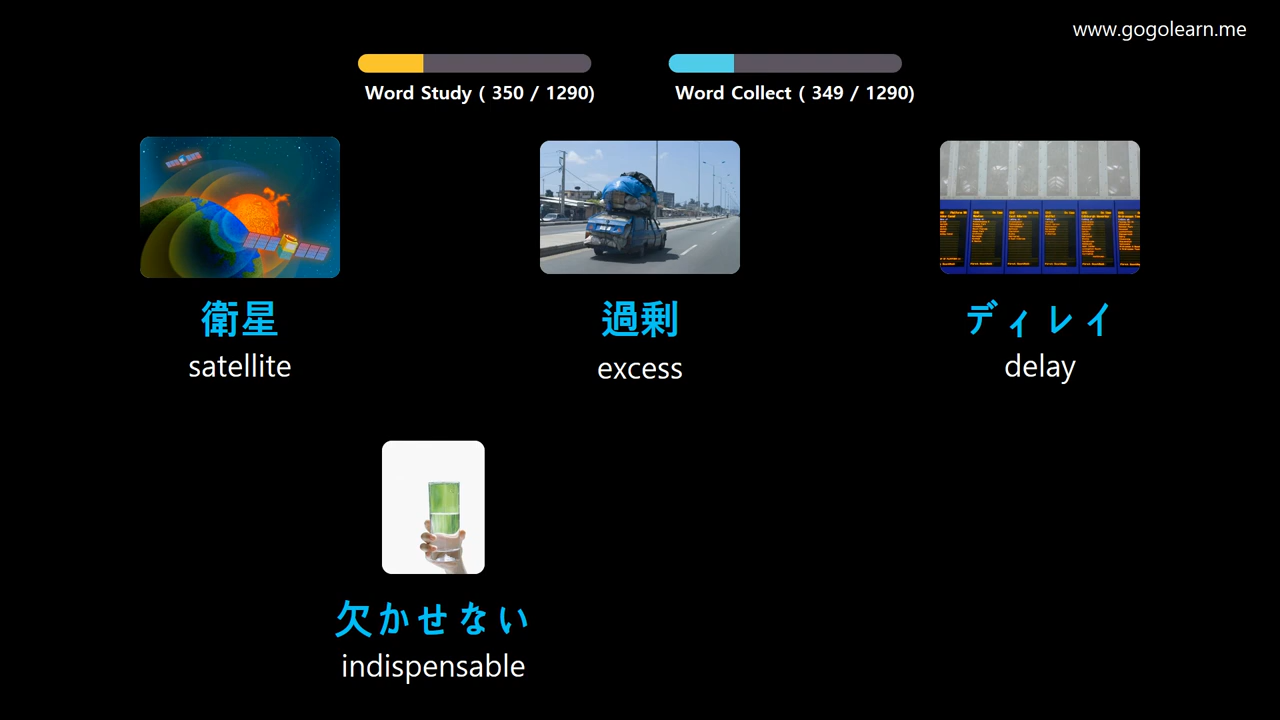 www.gogolearn.me
Word Study ( 350 / 1290)
Word Collect ( 349 / 1290)
衛星
satellite
過剰
excess
ディレイ
delay
欠かせない
indispensable